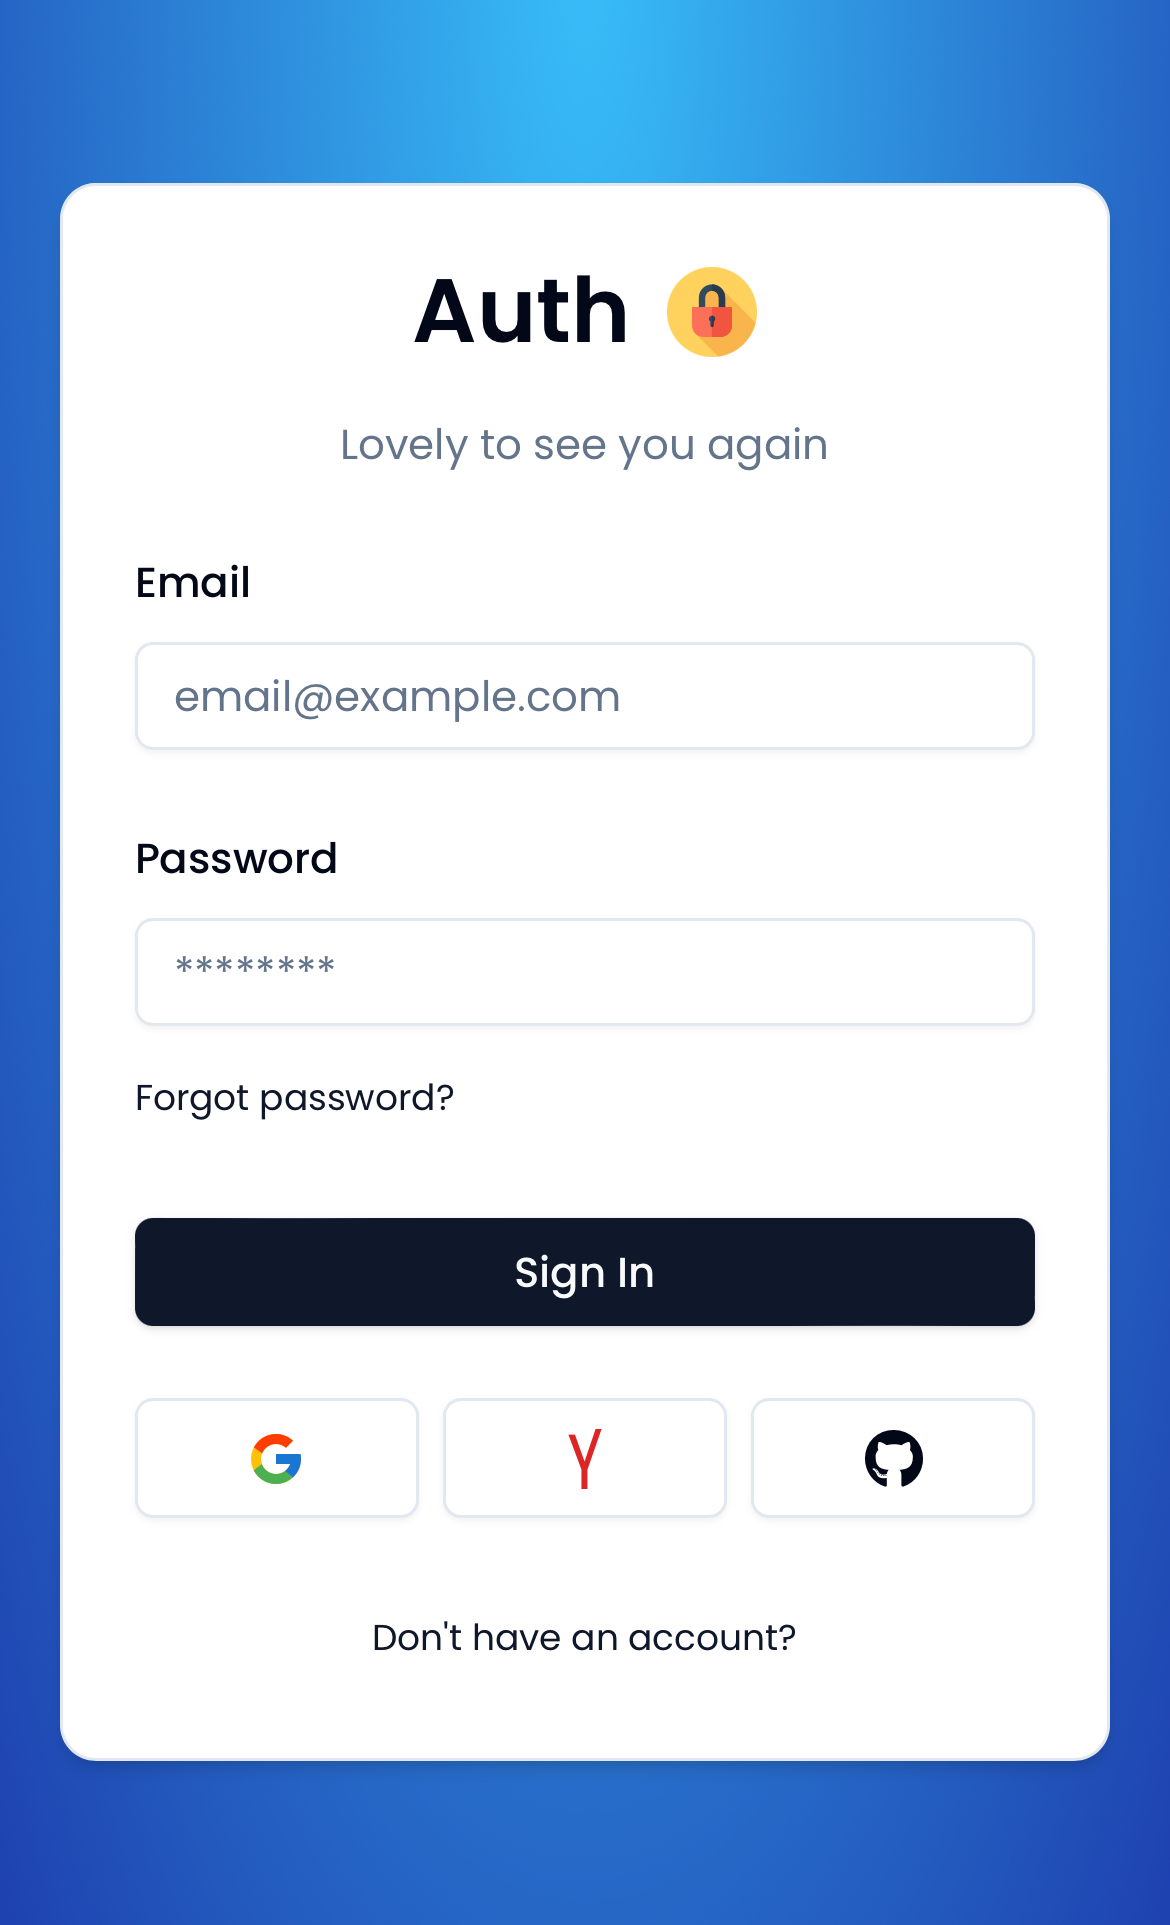 Auth
Lovely to see you again
Email
email@example.com
Password
********
Forgot password?
Sign In
Don't have an account?